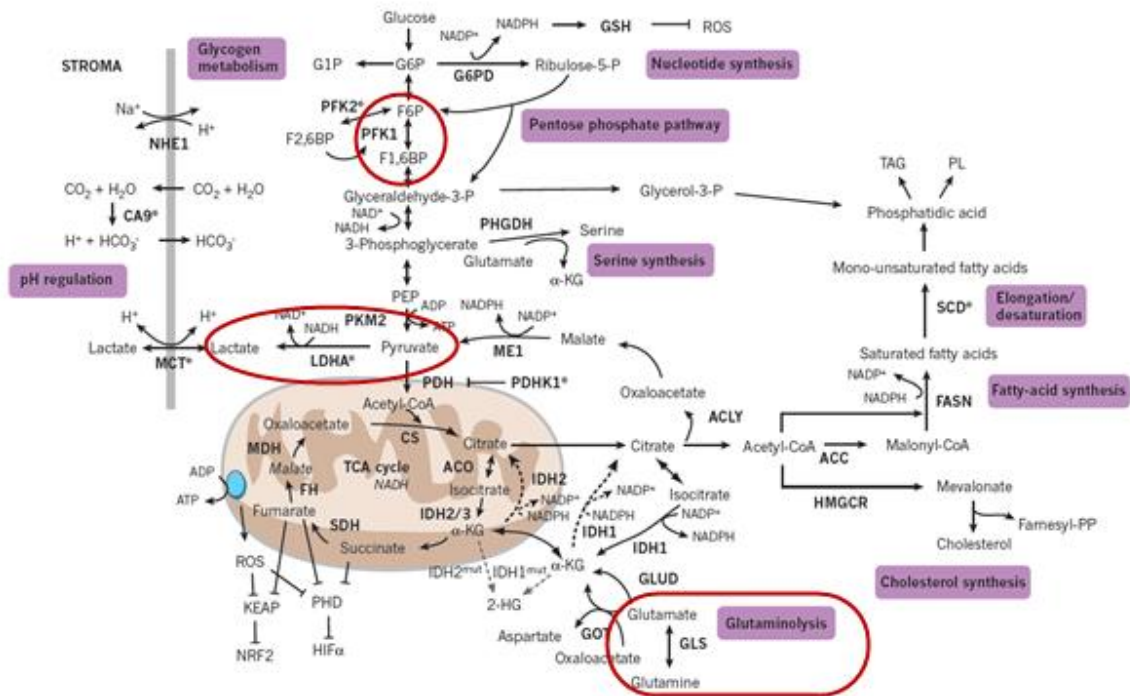 Glucose
NADP+
NADPH
GSH
ROS
Glycogen
metabolism
STROMA
G1P
G6P
G6PD
Ribulose-5-P
Nucleotide synthesis
Na+
H+
NHE1
PFK2*
F6P
F2,6BP
PFK1
F1,6BP
Pentose phosphate pathway
CO2 + H2O
CO2 + H2O
CA9*
H+ + HCO3-
HCO3-
Glyceraldehyde-3-P
Glycerol-3-P
TAG
PL
Phosphatidic acid
NAD+
NADH
3-Phosphoglycerate
PHGDH
Serine
Glutamate
α-KG
Serine synthesis
pH regulation
Mono-unsaturated fatty acids
SCD*
Elongation/
desaturation
PEP
ADP
ATP
PKM2
H+
H+
NAD+
NADH
Lactate
MCT*
Lactate
LDHA*
Pyruvate
NADPH
NADP+
ME1
Malate
Saturated fatty acids
NADP+
NADPH
FASN
Fatty-acid synthesis
PDH
PDHK1*
Oxaloacetate
Acetyl-CoA
Oxaloacetate
CS
Citrate
Citrate
ACLY
Acetyl-CoA
ACC
Malonyl-CoA
MDH
Malate
TCA cycle
NADH
ACO
IDH2
Isocitrate
NADP+
NADPH
NADP+
NADPH
IDH1
Isocitrate
NADP+
NADPH
IDH1
HMGCR
Mevalonate
Farnesyl-PP
Cholesterol
Cholesterol synthesis
ADP
ATP
FH
Fumarate
SDH
Succinate
IDH2/3
α-KG
α-KG
ROS
KEAP
NRF2
PHD
HIFα
IDH2mut
IDH1mut
2-HG
GLUD
Glutamate
Glutaminolysis
Aspartate
GOT
Oxaloacetate
GLS
Glutamine